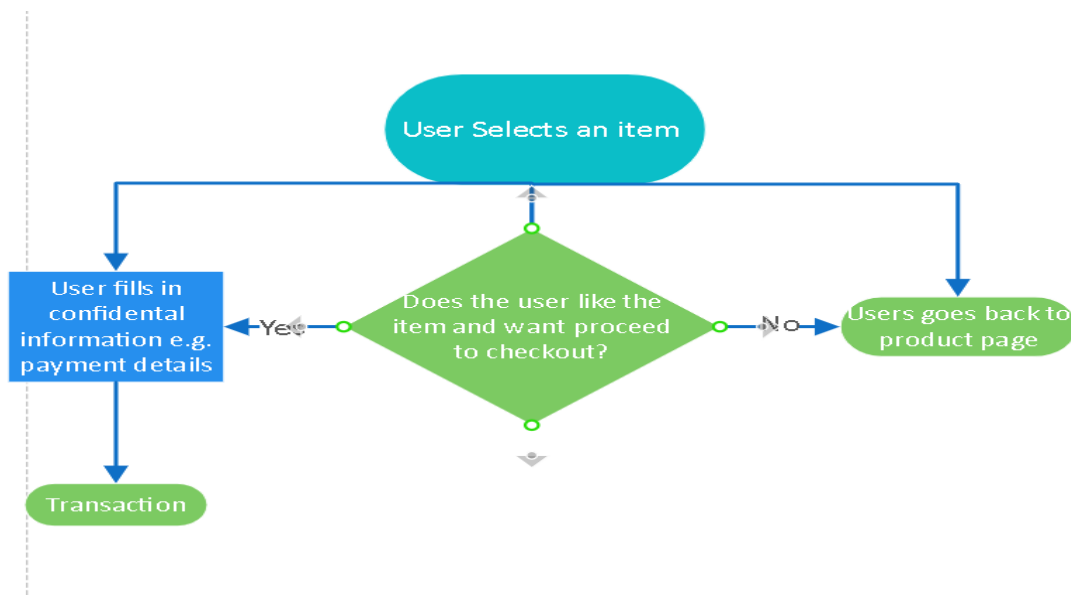 User Selects an item
User fills in
confidental
information e.g.
payment details
Yes
Does the user like the
item and want proceed
to checkout?
No
Users goes back to
product page
Transaction